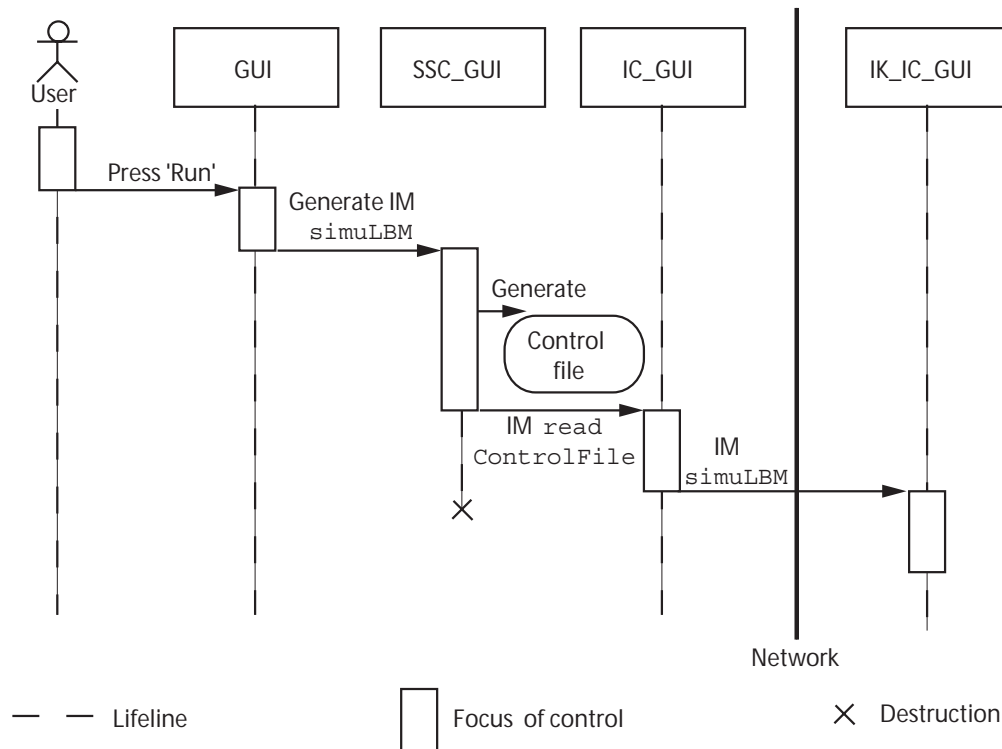 GUI
SSC_GUI
IC_GUI
IK_IC_GUI
User
Press 'Run'
Generate IM
simuLBM
Generate
Control
file
IM read
ControlFile
IM
simuLBM
Network
Lifeline
Focus of control
Destruction